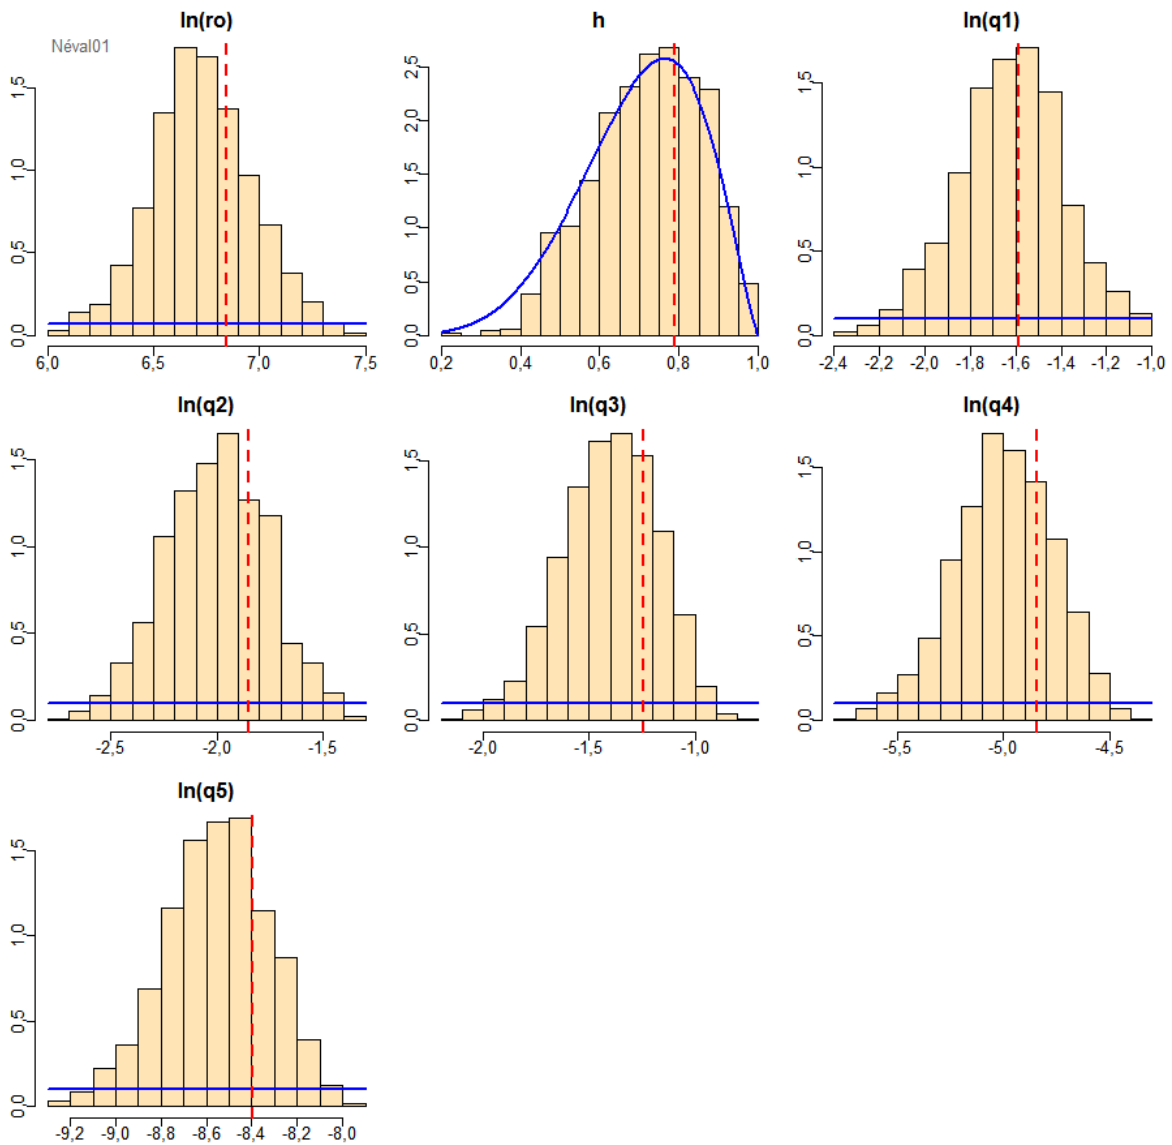 ln(ro)
h
ln(q1)
Néval01
0,0 0,5 1,0 1,5
6,0 6,5 7,0 7,5
0,0 0,5 1,0 1,5 2,0 2,5
0,2 0,4 0,6 0,8 1,0
0,0 0,5 1,0 1,5
-2,4 -2,2 -2,0 -1,8 -1,6 -1,4 -1,2 -1,0
ln(q2)
ln(q3)
ln(q4)
0,0 0,5 1,0 1,5
-2,5 -2,0 -1,5
0,0 0,5 1,0 1,5
-2,0 -1,5 -1,0
0,0 0,5 1,0 1,5
-5,5 -5,0 -4,5
ln(q5)
0,0 0,5 1,0 1,5
-9,2 -9,0 -8,8 -8,6 -8,4 -8,2 -8,0